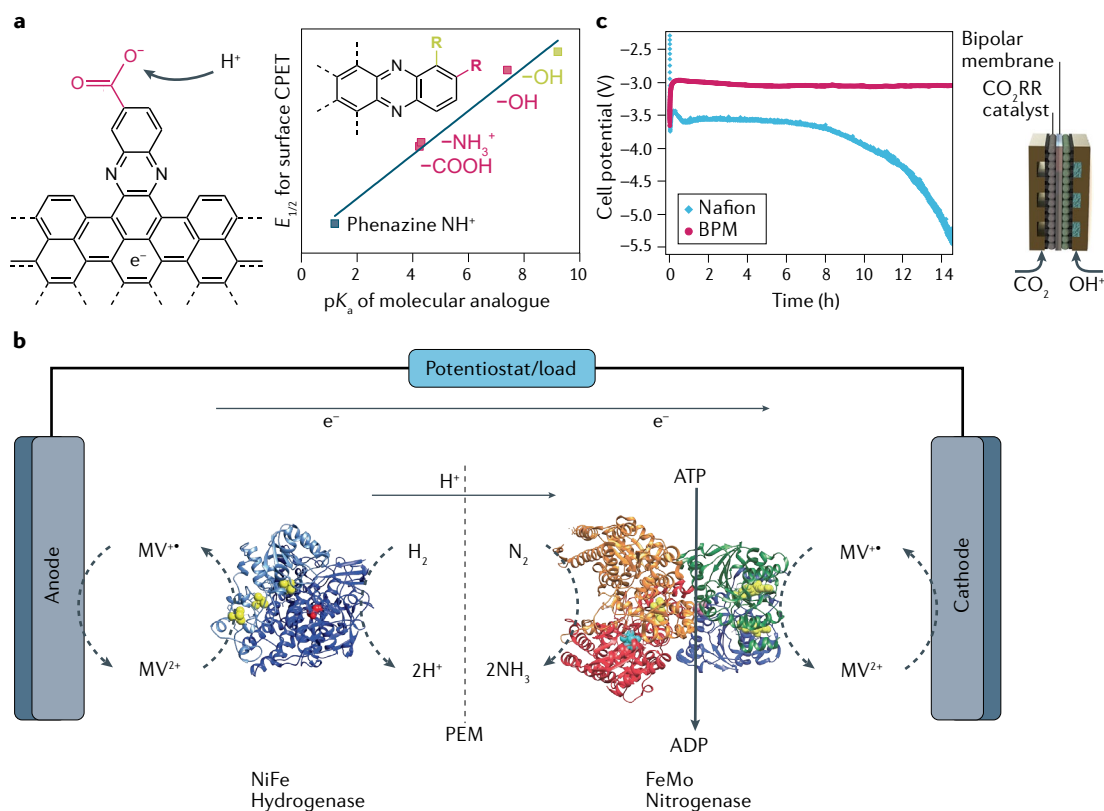 a
O⁻
O
H⁺
N
N
e⁻
E1/2 for surface CPET
R
R
N
N
–OH
–OH
–NH₃⁺
–COOH
Phenazine NH⁺
0
2
4
6
8
10
pKa of molecular analogue
c
Cell potential (V)
−2.5
−3.0
−3.5
−4.0
−4.5
−5.0
−5.5
Nafion
BPM
0
2
4
6
8
10
12
14
Time (h)
Bipolar
membrane
CO₂RR
catalyst
CO₂
OH⁺
b
Potentiostat/load
e⁻
e⁻
H⁺
ATP
Anode
MV⁺•
MV²⁺
H₂
2H⁺
N₂
2NH₃
MV⁺•
MV²⁺
Cathode
PEM
ADP
NiFe
Hydrogenase
FeMo
Nitrogenase